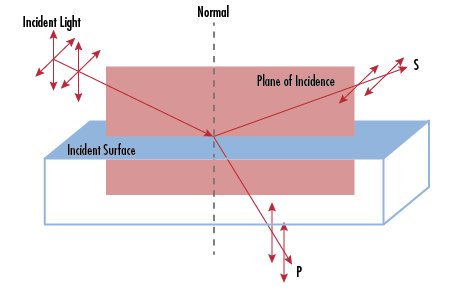 Normal
Incident Light
S
Plane of Incidence
Incident Surface
P